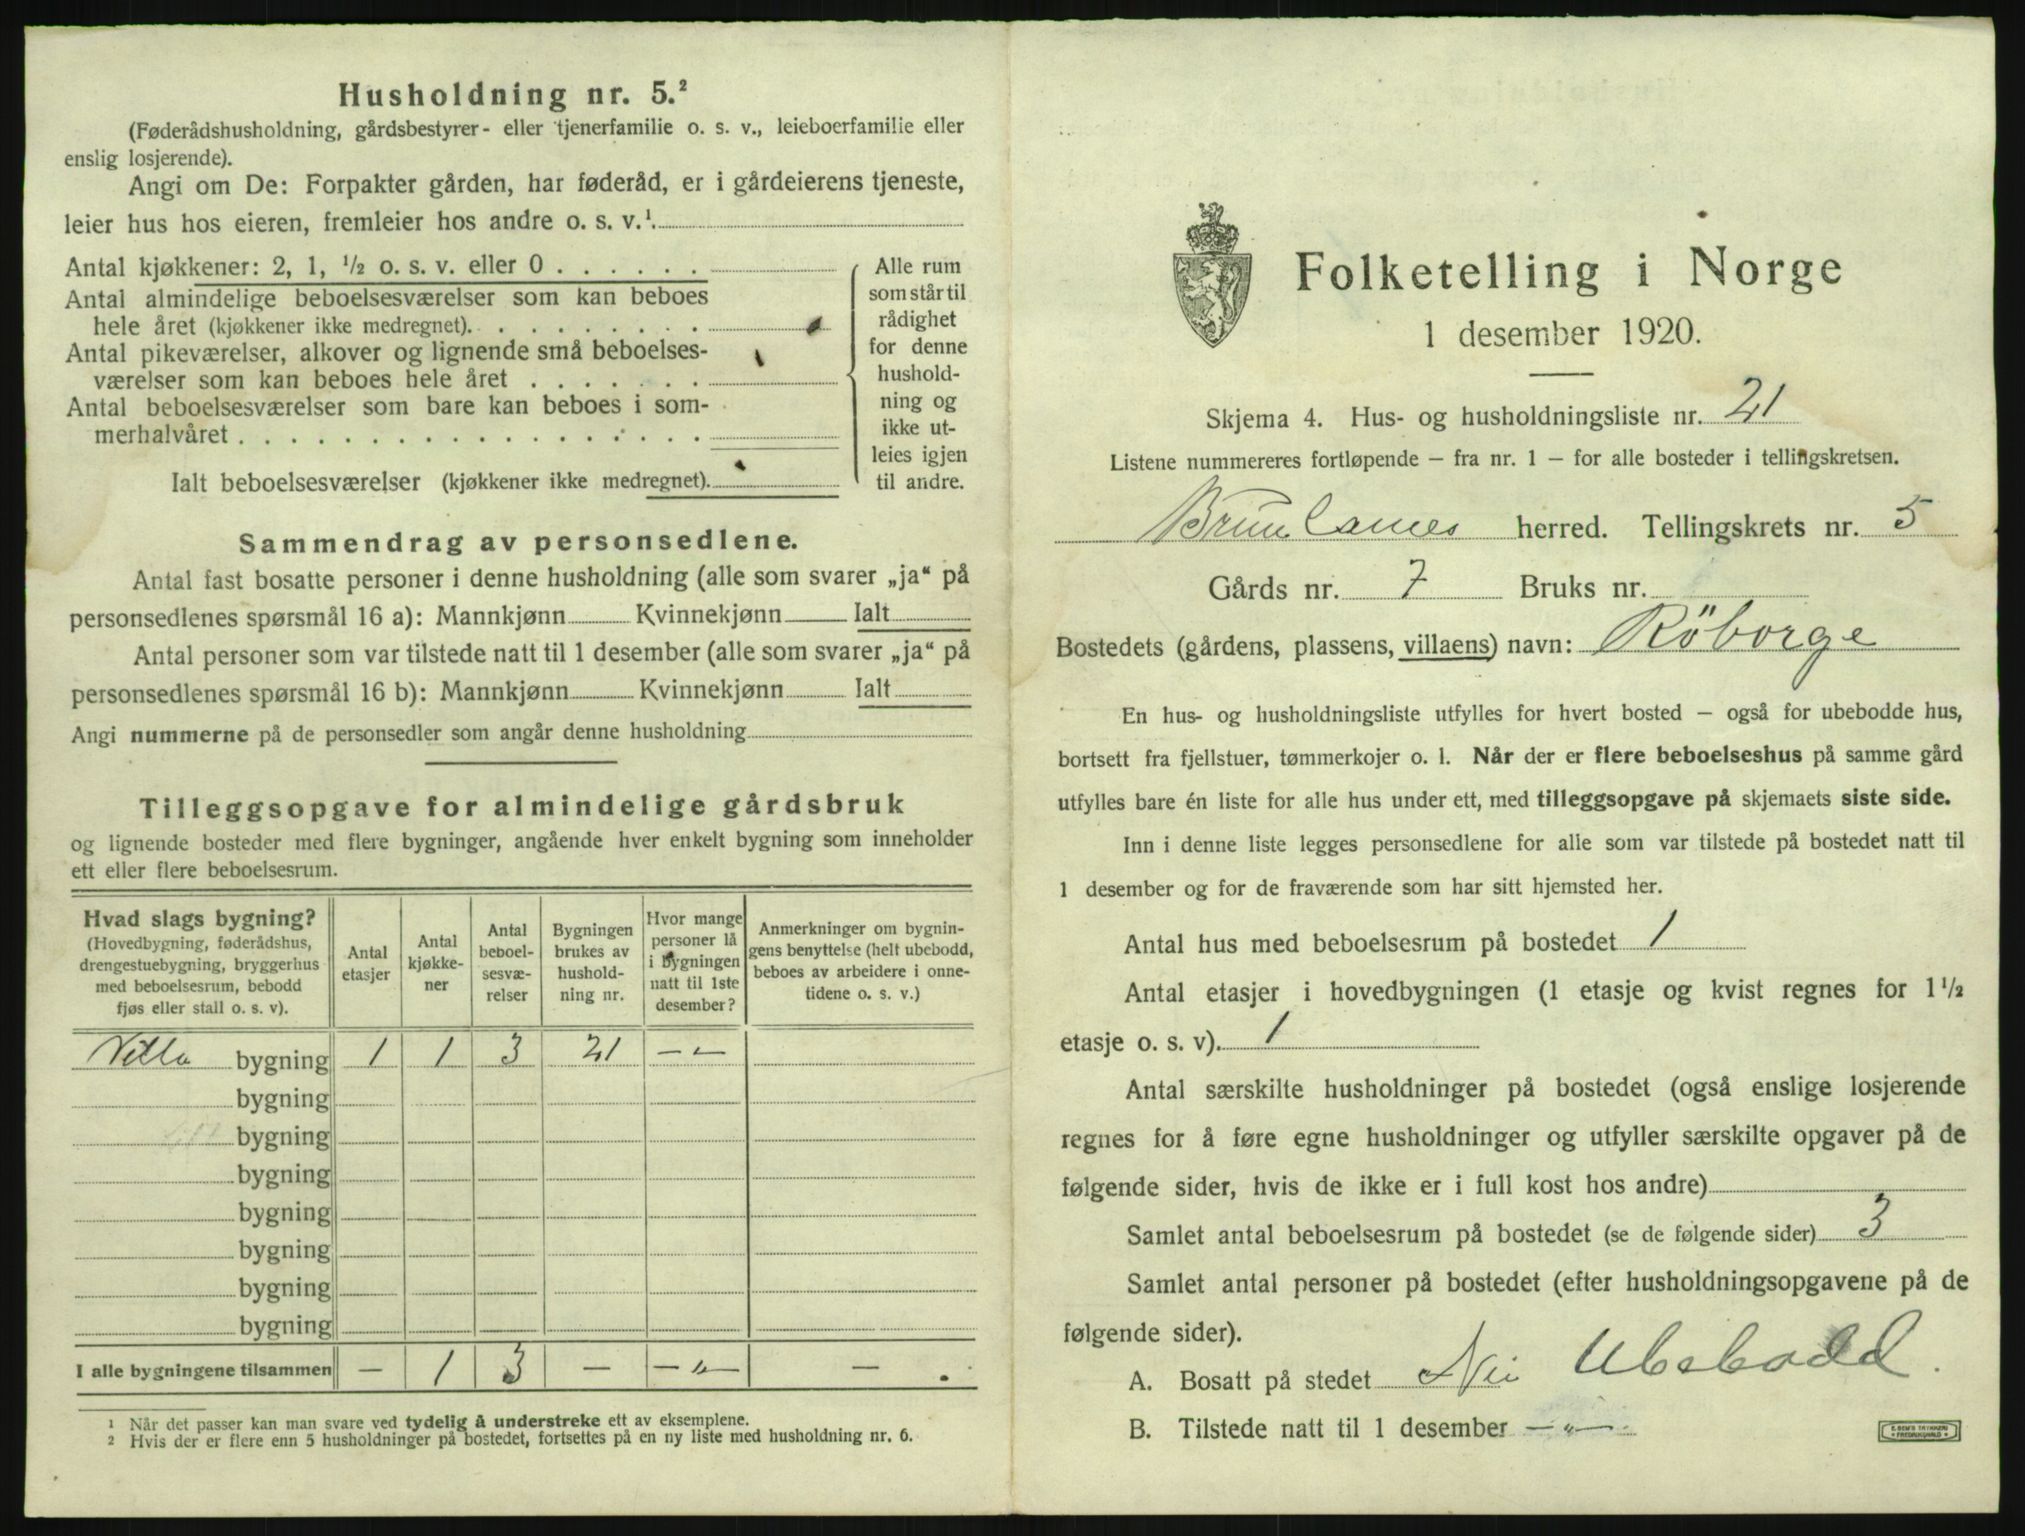 Husholdning nr. 5.²
(Føderådshusholdning, gårdsbestyrer- eller tjenerfamilie o. s. v., leieboerfamilie eller
enslig losjerende).
Angi om De: Forpakter gården, har føderåd, er i gårdeierens tjeneste,
leier hus hos eieren, fremleier hos andre o. s. v.¹
Antal kjøkkener: 2, 1, ½ o. s. v. eller 0 . . . . . .
Antal almindelige beboelsesværelser som kan beboes
hele året (kjøkkener ikke medregnet). . . . . . . . .
Antal pikeværelser, alkover og lignende små beboelses-
værelser som kan beboes hele året . . . . . . .
Antal beboelsesværelser som bare kan beboes i som-
merhalvåret . . . . . . . . . . . . . . . . . .
Ialt beboelsesværelser (kjøkkener ikke medregnet).
Alle rum
som står til
rådighet
for denne
hushold-
ning og
ikke ut-
leies igjen
til andre.
Sammendrag av personsedlene.
Antal fast bosatte personer i denne husholdning (alle som svarer „ja“ på
personsedlenes spørsmål 16 a): Mannkjønn Kvinnekjønn Ialt
Antal personer som var tilstede natt til 1 desember (alle som svarer „ja“ på
personsedlenes spørsmål 16 b): Mannkjønn Kvinnekjønn Ialt
Angi nummerne på de personsedler som angår denne husholdning
Tilleggsopgave for almindelige gårdsbruk
og lignende bosteder med flere bygninger, angående hver enkelt bygning som inneholder
ett eller flere beboelsesrum.
Hvad slags bygning?
(Hovedbygning, føderådshus,
drengestuebygning, bryggerhus
med beboelsesrum, bebodd
fjøs eller stall o. s. v).
Antal
etasjer
Antal
kjøkke-
ner
Antal
beboel-
sesvæ-
relser
Bygningen
brukes av
hushold-
ning nr.
Hvor mange
personer lå
i bygningen
natt til 1ste
desember?
Anmerkninger om bygnin-
gens benyttelse (helt ubebodd,
beboes av arbeidere i onne-
tidene o. s. v.)
Villa bygning 1 1 3 21 — „ —
bygning
bygning
bygning
bygning
bygning
bygning
bygning
I alle bygningene tilsammen — 1 3 — — „ — —
¹ Når det passer kan man svare ved tydelig å understreke ett av eksemplene.
² Hvis der er flere enn 5 husholdninger på bostedet, fortsettes på en ny liste med husholdning nr. 6.
Folketelling i Norge
1 desember 1920.
Skjema 4. Hus- og husholdningsliste nr. 21
Listene nummereres fortløpende — fra nr. 1 — for alle bosteder i tellingskretsen.
Brunlanes herred. Tellingskrets nr. 5
Gårds nr. 7 Bruks nr.
Bostedets (gårdens, plassens, villaens) navn: Röborge
En hus- og husholdningsliste utfylles for hvert bosted — også for ubebodde hus,
bortsett fra fjellstuer, tømmerkojer o. l. Når der er flere beboelseshus på samme gård
utfylles bare én liste for alle hus under ett, med tilleggsopgave på skjemaets siste side.
Inn i denne liste legges personsedlene for alle som var tilstede på bostedet natt til
1 desember og for de fraværende som har sitt hjemsted her.
Antal hus med beboelsesrum på bostedet 1
Antal etasjer i hovedbygningen (1 etasje og kvist regnes for 1½
etasje o. s. v). 1
Antal særskilte husholdninger på bostedet (også enslige losjerende
regnes for å føre egne husholdninger og utfyller særskilte opgaver på de
følgende sider, hvis de ikke er i full kost hos andre)
Samlet antal beboelsesrum på bostedet (se de følgende sider) 3
Samlet antal personer på bostedet (efter husholdningsopgavene på de
følgende sider).
A. Bosatt på stedet Nei Ubebodd.
B. Tilstede natt til 1 desember — „ —